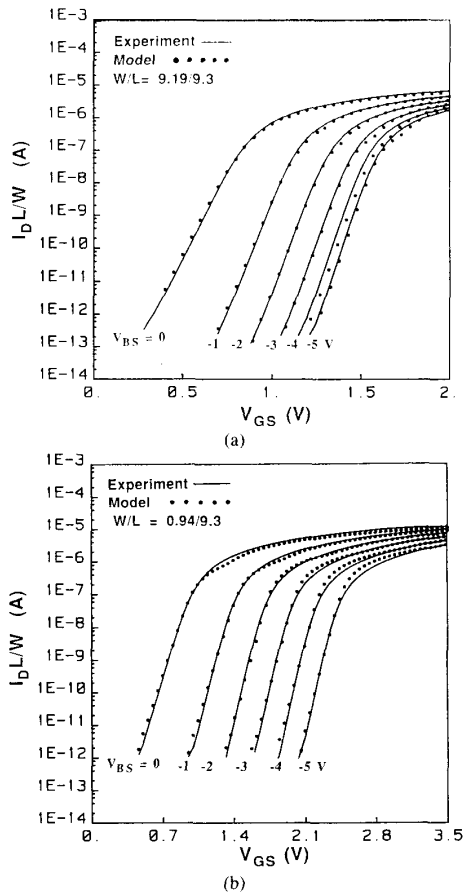 1E-3
Experiment
Model
W/L= 9.19/9.3
1E-4
1E-5
1E-6
1E-7
1E-8
1E-9
1E-10
1E-11
1E-12
1E-13
1E-14
I_D L/W (A)
V_BS = 0 -1 -2 -3 -4 -5 V
0. 0.5 1.0 1.5 2.
V_GS (V)
(a)
1E-3
Experiment
Model
W/L = 0.94/9.3
1E-4
1E-5
1E-6
1E-7
1E-8
1E-9
1E-10
1E-11
1E-12
1E-13
1E-14
I_D L/W (A)
V_BS = 0 -1 -2 -3 -4 -5 V
0. 0.7 1.4 2.1 2.8 3.5
V_GS (V)
(b)